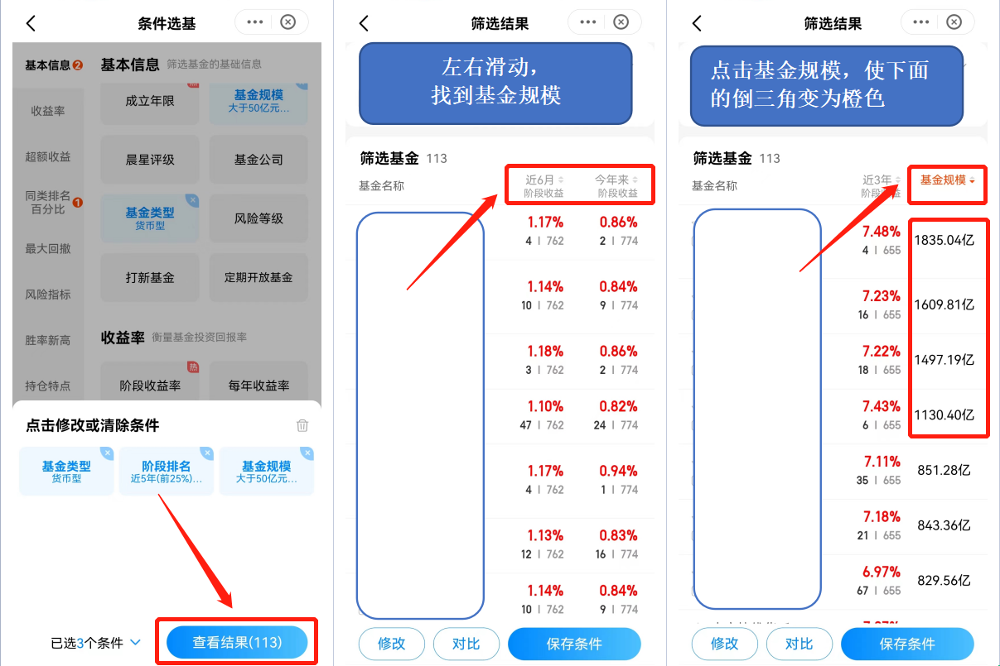 条件选基
基本信息 2
收益率
超额收益
同类排名
百分比 1
最大回撤
风险指标
胜率新高
持仓特点
基本信息 筛选基金的基础信息
成立年限
热
基金规模
大于50亿元...
晨星评级
基金公司
基金类型
货币型
风险等级
打新基金
定期开放基金
收益率 衡量基金投资回报率
阶段收益率
热
每年收益率
点击修改或清除条件
基金类型
货币型
阶段排名
近5年(前25%)...
基金规模
大于50亿元...
已选3个条件
查看结果(113)
筛选结果
左右滑动，
找到基金规模
筛选基金 113
基金名称
近6月
阶段收益
今年来
阶段收益
1.17% 0.86%
4 | 762 2 | 774
1.14% 0.84%
10 | 762 9 | 774
1.18% 0.86%
3 | 762 2 | 774
1.10% 0.82%
47 | 762 24 | 774
1.17% 0.94%
4 | 762 1 | 774
1.13% 0.83%
12 | 762 16 | 774
1.14% 0.84%
10 | 762 9 | 774
修改 对比 保存条件
筛选结果
点击基金规模，使下面
的倒三角变为橙色
筛选基金 113
基金名称
近3年
阶段收益
基金规模
7.48%
4 | 655
1835.04亿
7.23%
16 | 655
1609.81亿
7.22%
18 | 655
1497.19亿
7.43%
6 | 655
1130.40亿
7.11%
35 | 655
851.28亿
7.18%
21 | 655
843.36亿
6.97%
67 | 655
829.56亿
修改 对比 保存条件